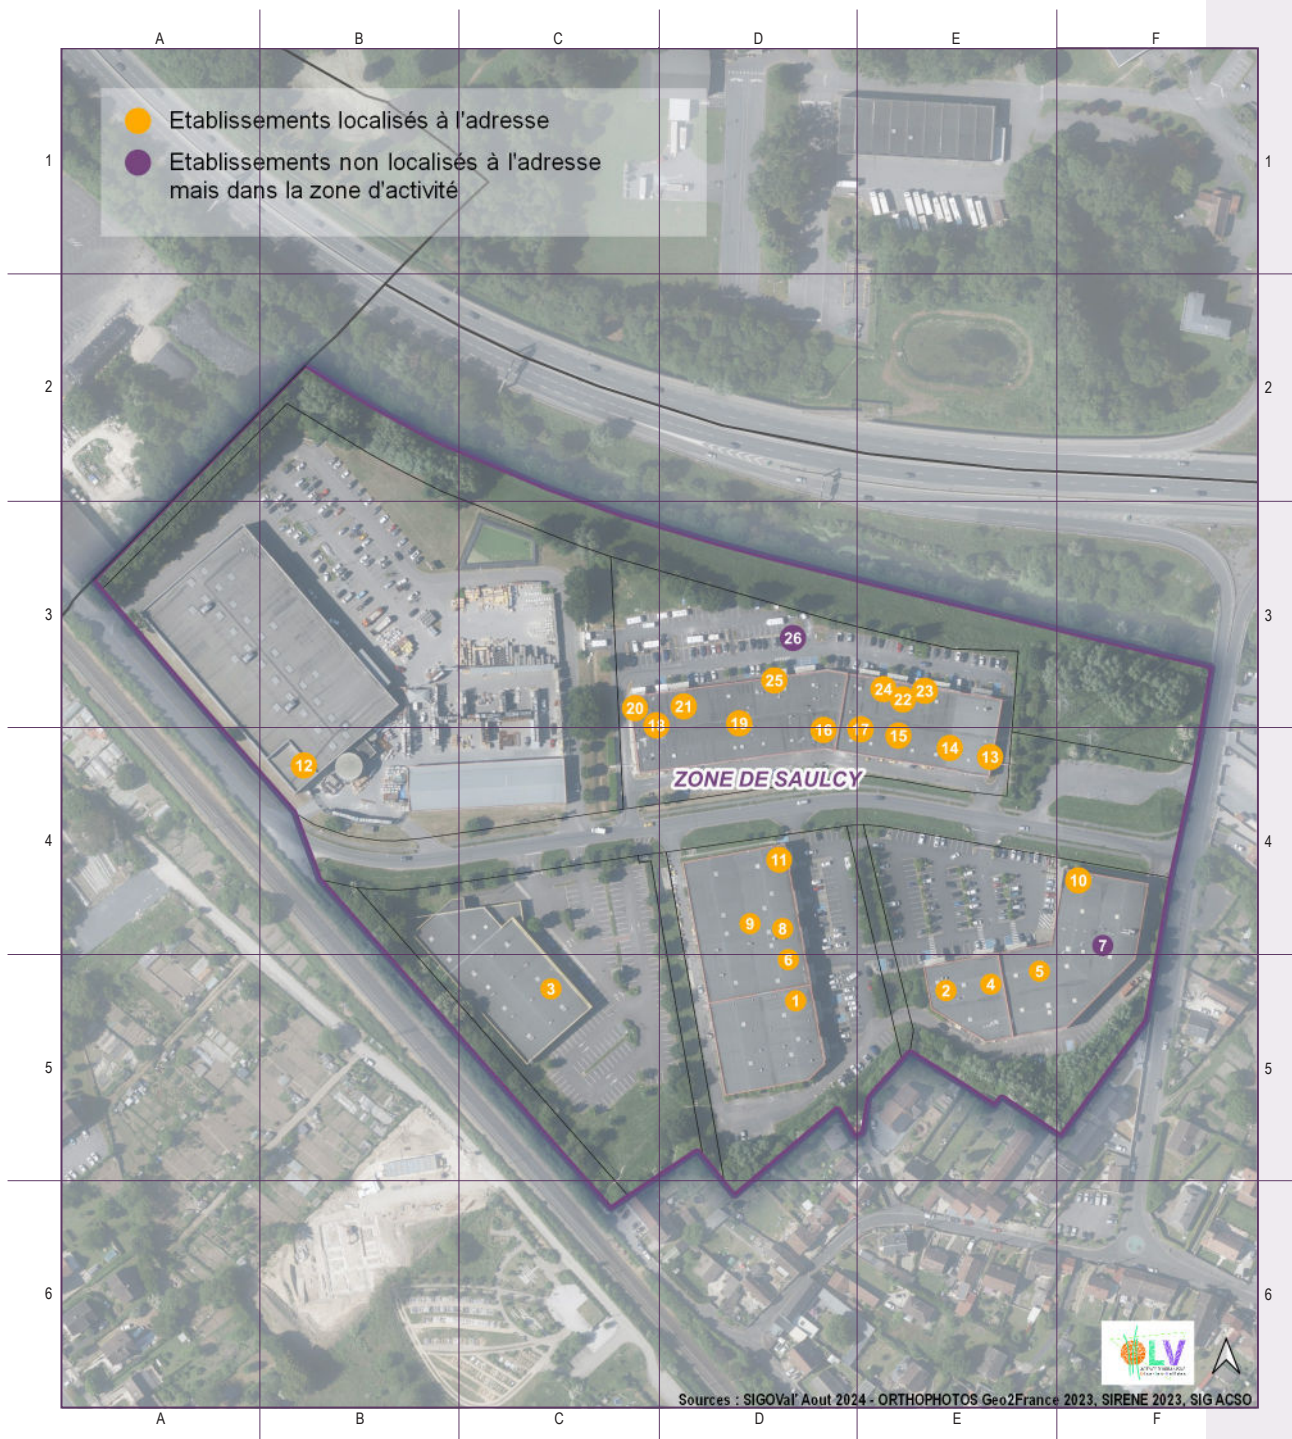 A B C D E F
Etablissements localisés à l'adresse
1 1
Etablissements non localisés à l'adresse
mais dans la zone d'activité
2 2
3 3
26
25
24 23
22
20 21
18 19 16 17 15
14
13
12
ZONE DE SAULCY
4 4
11
10
9 8
7
6
5
4
3 2
1
5 5
6 6
OLV
Sources : SIGOVal' Aout 2024 - ORTHOPHOTOS Geo2France 2023, SIRENE 2023, SIG ACSO
A B C D E F